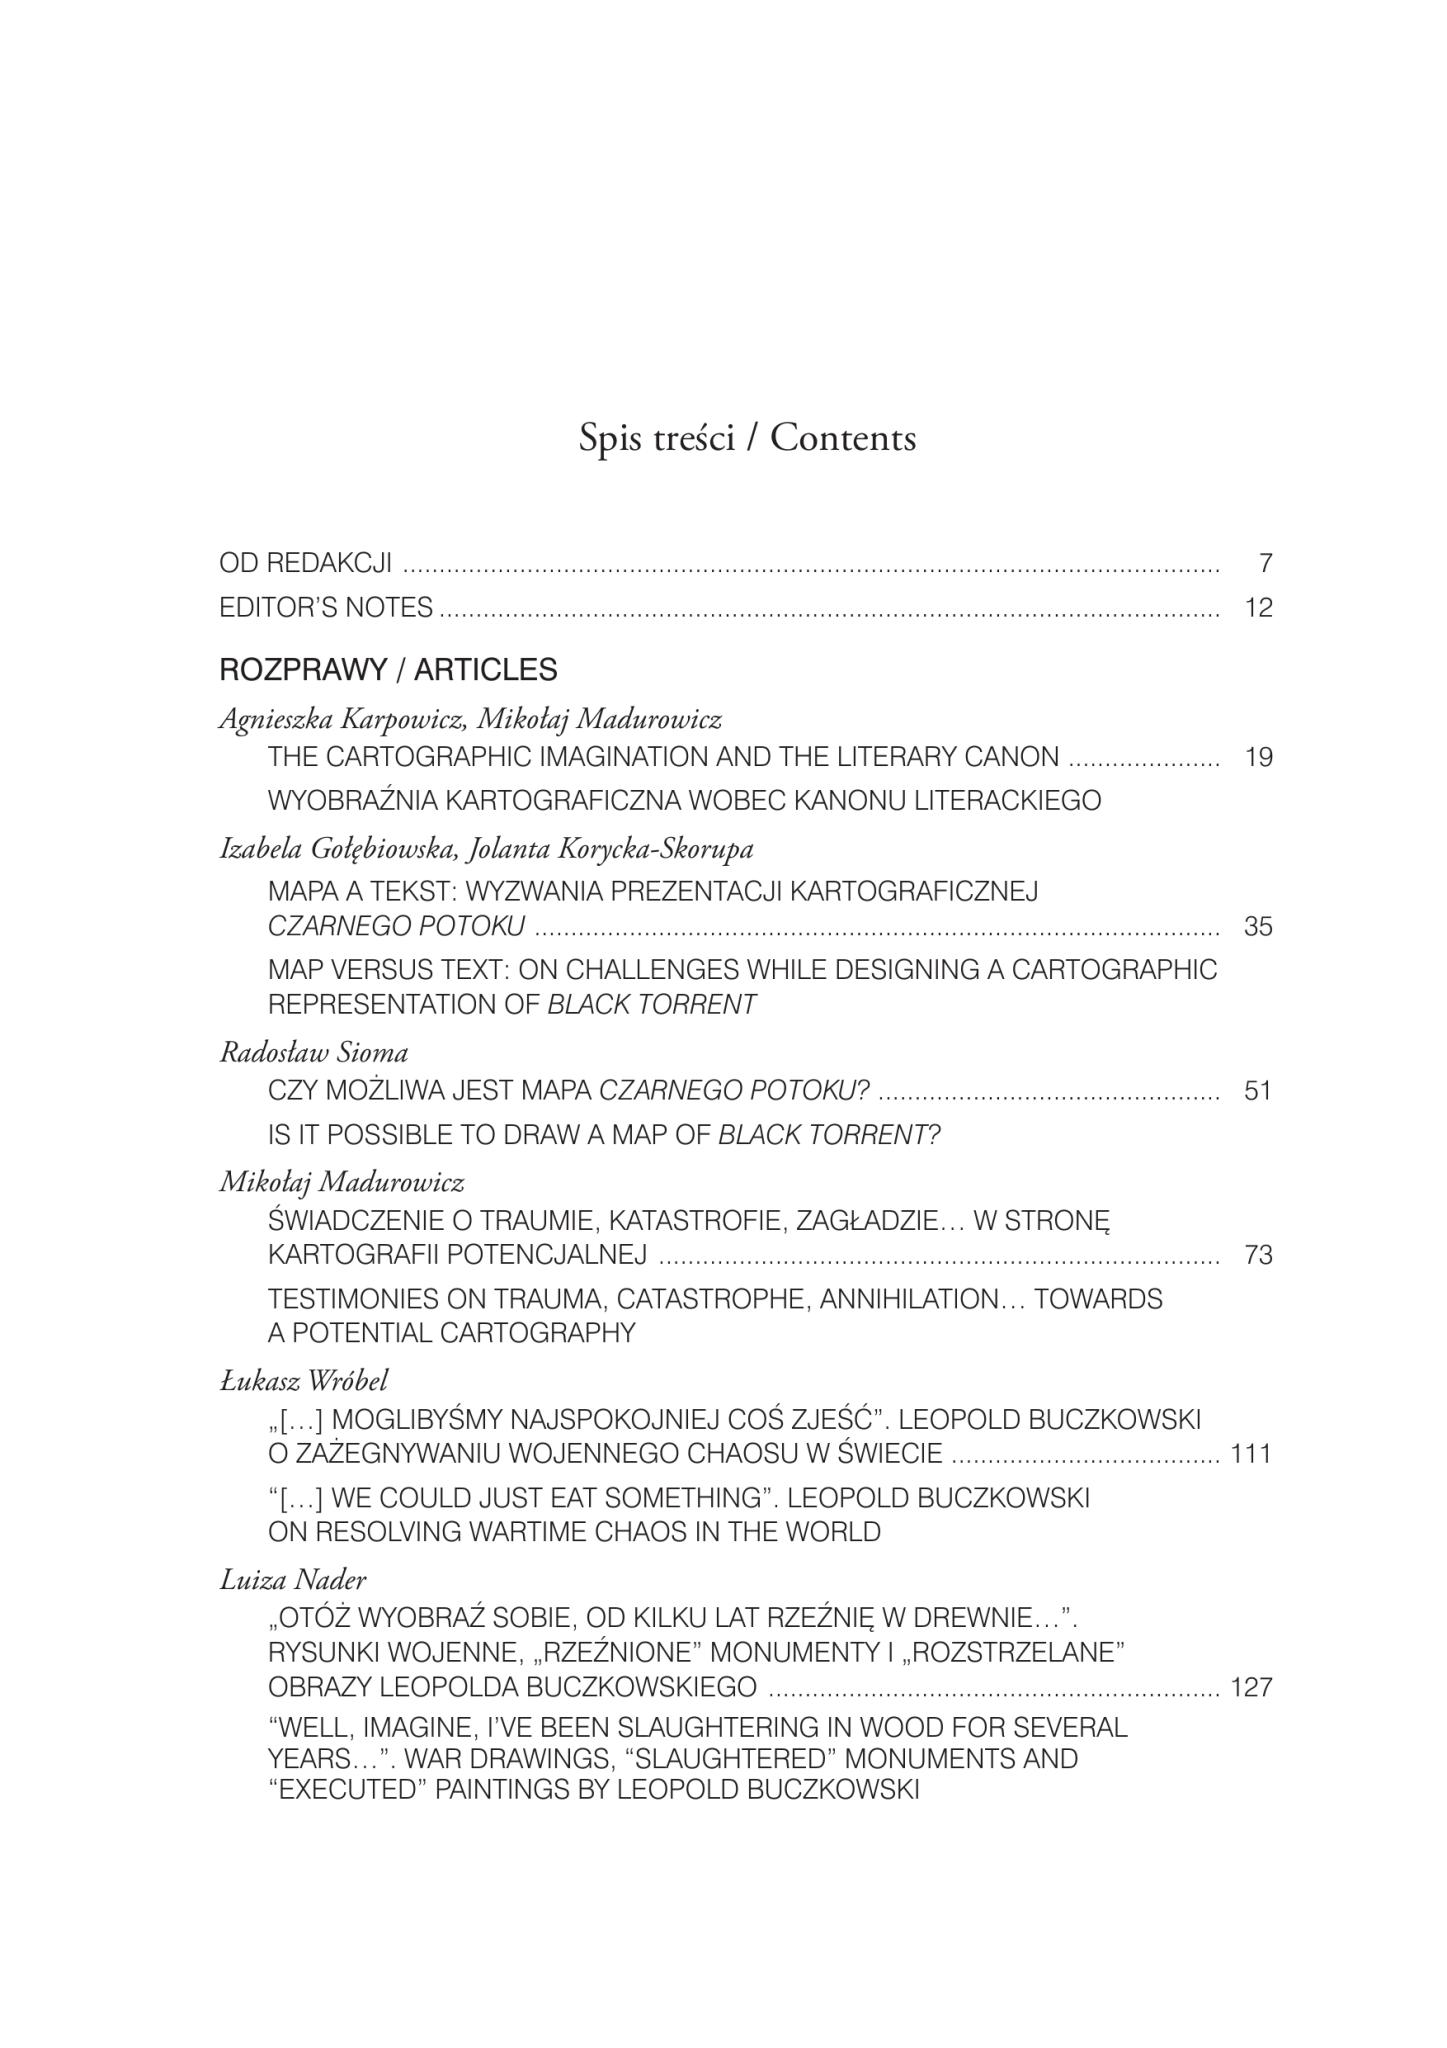 Spis treści / Contents
OD REDAKCJI ........................................................ 7
EDITOR’S NOTES ........................................................ 12
ROZPRAWY / ARTICLES
Agnieszka Karpowicz, Mikołaj Madurowicz
THE CARTOGRAPHIC IMAGINATION AND THE LITERARY CANON ..................... 19
WYOBRAŹNIA KARTOGRAFICZNA WOBEC KANONU LITERACKIEGO
Izabela Gołębiowska, Jolanta Korycka-Skorupa
MAPA A TEKST: WYZWANIA PREZENTACJI KARTOGRAFICZNEJ
CZARNEGO POTOKU ........................................................ 35
MAP VERSUS TEXT: ON CHALLENGES WHILE DESIGNING A CARTOGRAPHIC
REPRESENTATION OF BLACK TORRENT
Radosław Sioma
CZY MOŻLIWA JEST MAPA CZARNEGO POTOKU? ............................................... 51
IS IT POSSIBLE TO DRAW A MAP OF BLACK TORRENT?
Mikołaj Madurowicz
ŚWIADCZENIE O TRAUMIE, KATASTROFIE, ZAGŁADZIE… W STRONĘ
KARTOGRAFII POTENCJALNEJ ........................................................ 73
TESTIMONIES ON TRAUMA, CATASTROPHE, ANNIHILATION… TOWARDS
A POTENTIAL CARTOGRAPHY
Łukasz Wróbel
„[…] MOGLIBYŚMY NAJSPOKOJNIEJ COŚ ZJEŚĆ”. LEOPOLD BUCZKOWSKI
O ZAŻEGNYWANIU WOJENNEGO CHAOSU W ŚWIECIE ..................................... 111
“[…] WE COULD JUST EAT SOMETHING”. LEOPOLD BUCZKOWSKI
ON RESOLVING WARTIME CHAOS IN THE WORLD
Luiza Nader
„OTÓŻ WYOBRAŹ SOBIE, OD KILKU LAT RZEŹNIĘ W DREWNIE…”.
RYSUNKI WOJENNE, „RZEŹNIONE” MONUMENTY I „ROZSTRZELANE”
OBRAZY LEOPOLDA BUCZKOWSKIEGO ........................................................ 127
“WELL, IMAGINE, I’VE BEEN SLAUGHTERING IN WOOD FOR SEVERAL
YEARS…”. WAR DRAWINGS, “SLAUGHTERED” MONUMENTS AND
“EXECUTED” PAINTINGS BY LEOPOLD BUCZKOWSKI